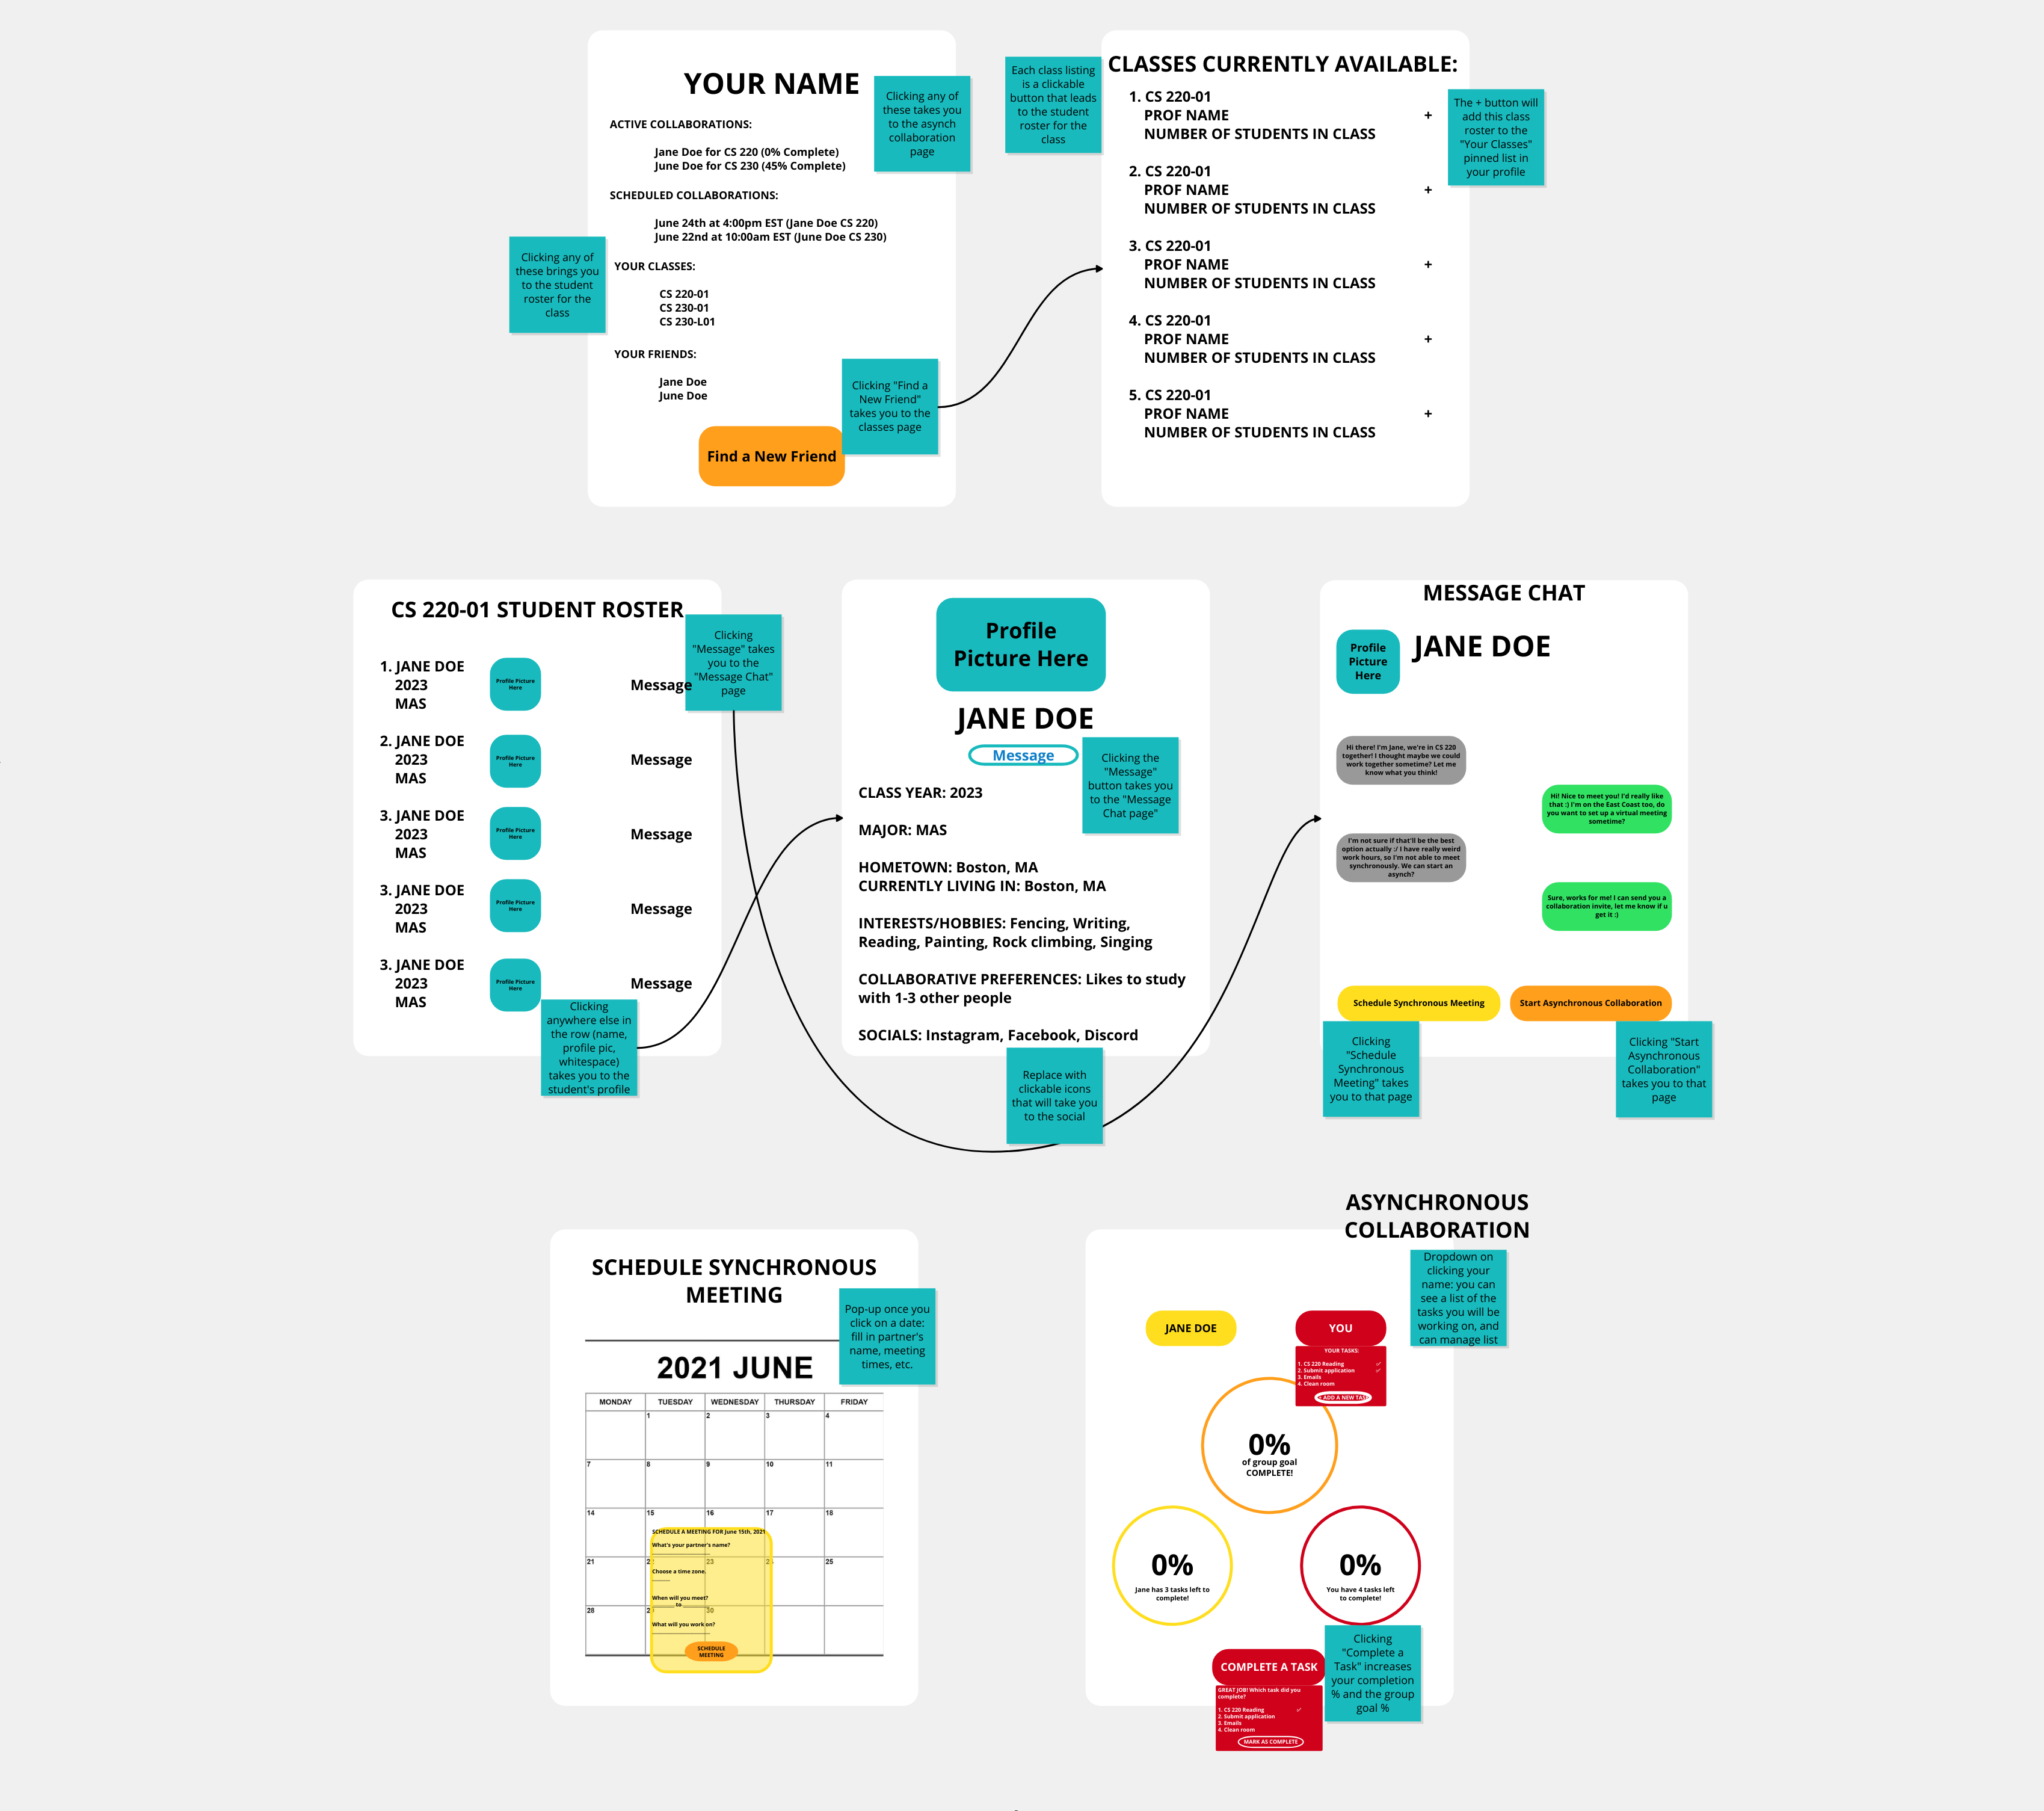 YOUR NAME
ACTIVE COLLABORATIONS:
Jane Doe for CS 220 (0% Complete)
June Doe for CS 230 (45% Complete)
SCHEDULED COLLABORATIONS:
June 24th at 4:00pm EST (Jane Doe CS 220)
June 22nd at 10:00am EST (June Doe CS 230)
YOUR CLASSES:
CS 220-01
CS 230-01
CS 230-L01
YOUR FRIENDS:
Jane Doe
June Doe
Find a New Friend
Clicking any of
these takes you
to the asynch
collaboration
page
Clicking any of
these brings you
to the student
roster for the
class
Clicking "Find a
New Friend"
takes you to the
classes page
Each class listing
is a clickable
button that leads
to the student
roster for the
class
CLASSES CURRENTLY AVAILABLE:
1. CS 220-01
PROF NAME +
NUMBER OF STUDENTS IN CLASS
2. CS 220-01
PROF NAME +
NUMBER OF STUDENTS IN CLASS
3. CS 220-01
PROF NAME +
NUMBER OF STUDENTS IN CLASS
4. CS 220-01
PROF NAME +
NUMBER OF STUDENTS IN CLASS
5. CS 220-01
PROF NAME +
NUMBER OF STUDENTS IN CLASS
The + button will
add this class
roster to the
"Your Classes"
pinned list in
your profile
CS 220-01 STUDENT ROSTER
1. JANE DOE
2023
MAS
Profile Picture
Here
Message
2. JANE DOE
2023
MAS
Profile Picture
Here
Message
3. JANE DOE
2023
MAS
Profile Picture
Here
Message
3. JANE DOE
2023
MAS
Profile Picture
Here
Message
3. JANE DOE
2023
MAS
Profile Picture
Here
Message
Clicking
"Message" takes
you to the
"Message Chat"
page
Clicking
anywhere else in
the row (name,
profile pic,
whitespace)
takes you to the
student's profile
Profile
Picture Here
JANE DOE
Message
CLASS YEAR: 2023
MAJOR: MAS
HOMETOWN: Boston, MA
CURRENTLY LIVING IN: Boston, MA
INTERESTS/HOBBIES: Fencing, Writing,
Reading, Painting, Rock climbing, Singing
COLLABORATIVE PREFERENCES: Likes to study
with 1-3 other people
SOCIALS: Instagram, Facebook, Discord
Clicking the
"Message"
button takes you
to the "Message
Chat page"
Replace with
clickable icons
that will take you
to the social
MESSAGE CHAT
Profile
Picture
Here
JANE DOE
Hi there! I'm Jane, we're in CS 220
together! I thought maybe we could
work together sometime? Let me
know what you think!
Hi! Nice to meet you! I'd really like
that :) I'm on the East Coast too, do
you want to set up a virtual meeting
sometime?
I'm not sure if that'll be the best
option actually :/ I have really weird
work hours, so I'm not able to meet
synchronously. We can start an
asynch?
Sure, works for me! I can send you a
collaboration invite, let me know if u
get it :)
Schedule Synchronous Meeting
Start Asynchronous Collaboration
Clicking
"Schedule
Synchronous
Meeting" takes
you to that page
Clicking "Start
Asynchronous
Collaboration"
takes you to that
page
SCHEDULE SYNCHRONOUS
MEETING
Pop-up once you
click on a date:
fill in partner's
name, meeting
times, etc.
2021 JUNE
MONDAY TUESDAY WEDNESDAY THURSDAY FRIDAY
1 2 3 4
7 8 9 10 11
14 15 16 17 18
21 23 25
28 30
SCHEDULE A MEETING FOR June 15th, 2021
What's your partner's name?
Choose a time zone.
When will you meet?
to
What will you work on?
SCHEDULE
MEETING
ASYNCHRONOUS
COLLABORATION
Dropdown on
clicking your
name: you can
see a list of the
tasks you will be
working on, and
can manage list
JANE DOE
YOU
YOUR TASKS:
1. CS 220 Reading ✓
2. Submit application ✓
3. Emails
4. Clean room
+ ADD A NEW TASK
0%
of group goal
COMPLETE!
0%
Jane has 3 tasks left to
complete!
0%
You have 4 tasks left
to complete!
COMPLETE A TASK
GREAT JOB! Which task did you
complete?
1. CS 220 Reading ✓
2. Submit application
3. Emails
4. Clean room
MARK AS COMPLETE
Clicking
"Complete a
Task" increases
your completion
% and the group
goal %